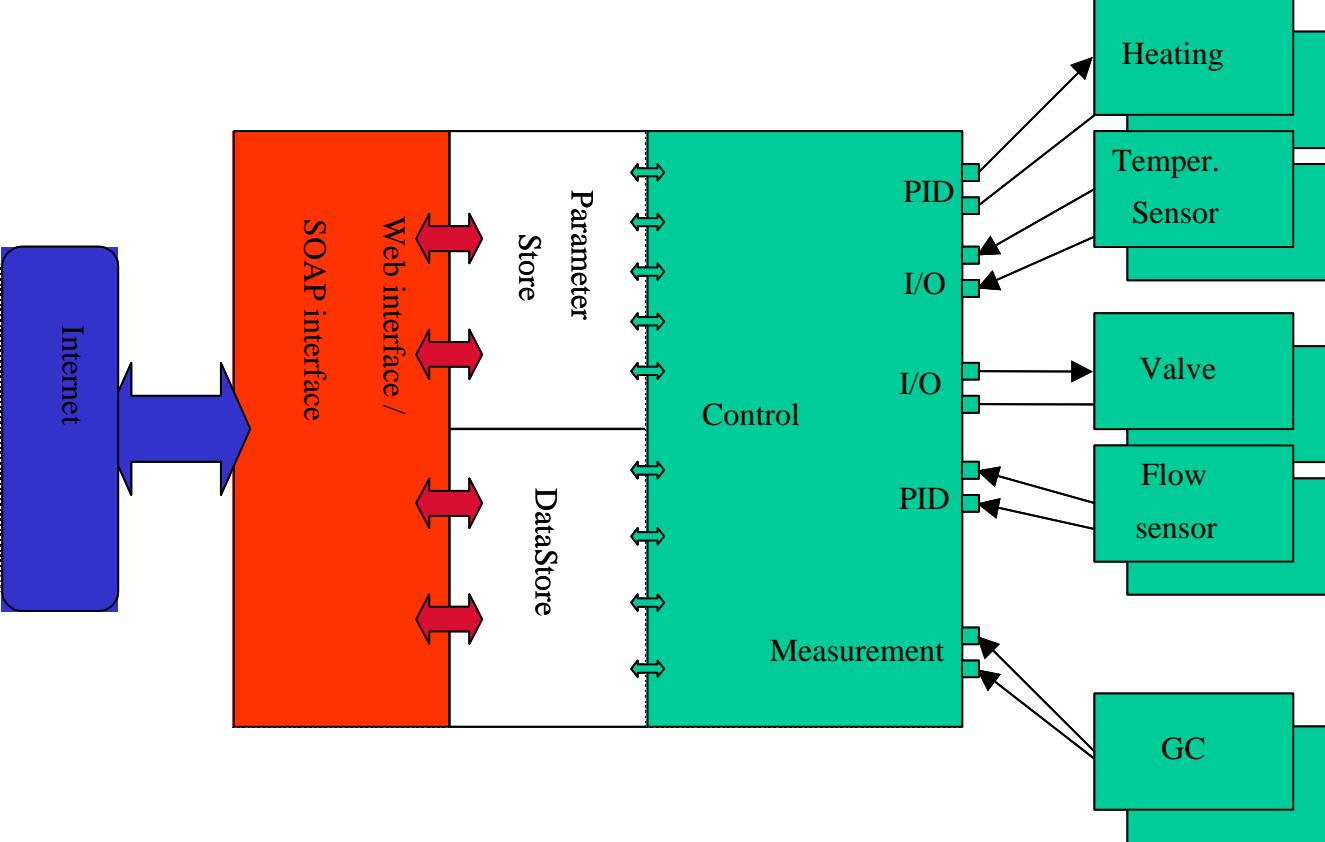 Internet
Web interface /
SOAP interface
Parameter
Store
DataStore
Control
PID
I/O
I/O
PID
Measurement
Heating
Temper.
Sensor
Valve
Flow
sensor
GC